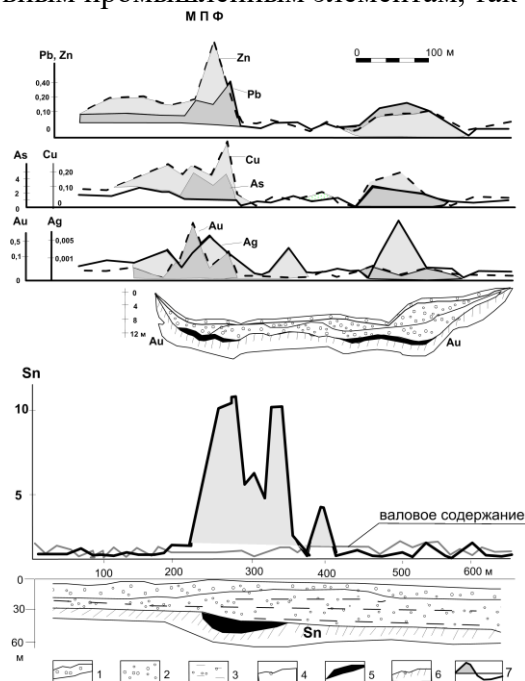 вным промышленным элементам, так
М П Ф
Pb, Zn
Zn
0 100 м
0,40
0,20
0,10
0
Pb
As Cu
Cu
0,20
0,10
0
4
2
As
Au Ag
Au
Ag
0,5
0,1
0,005
0,001
0
4
8
12 м
Au
Au
Sn
10
5
валовое содержание
100 200 300 400 500 600 м
0
30
60
м
Sn
1 2 3 4 5 6 7